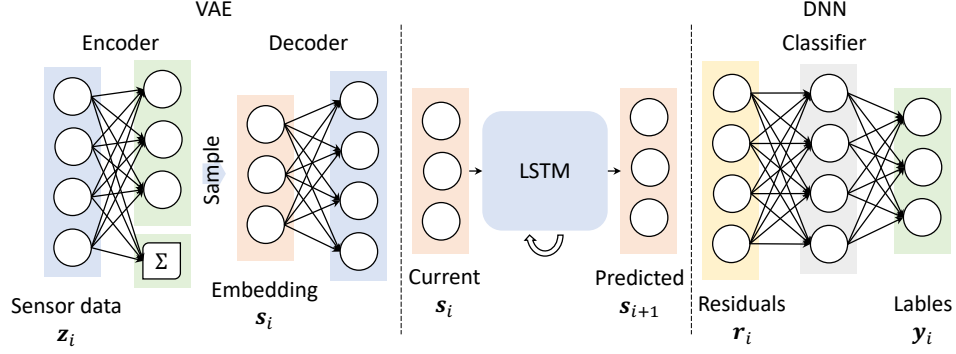 VAE
DNN
Encoder
Decoder
Classifier
Sample
LSTM
Σ
Sensor data
z_i
Embedding
s_i
Current
s_i
Predicted
s_{i+1}
Residuals
r_i
Lables
y_i